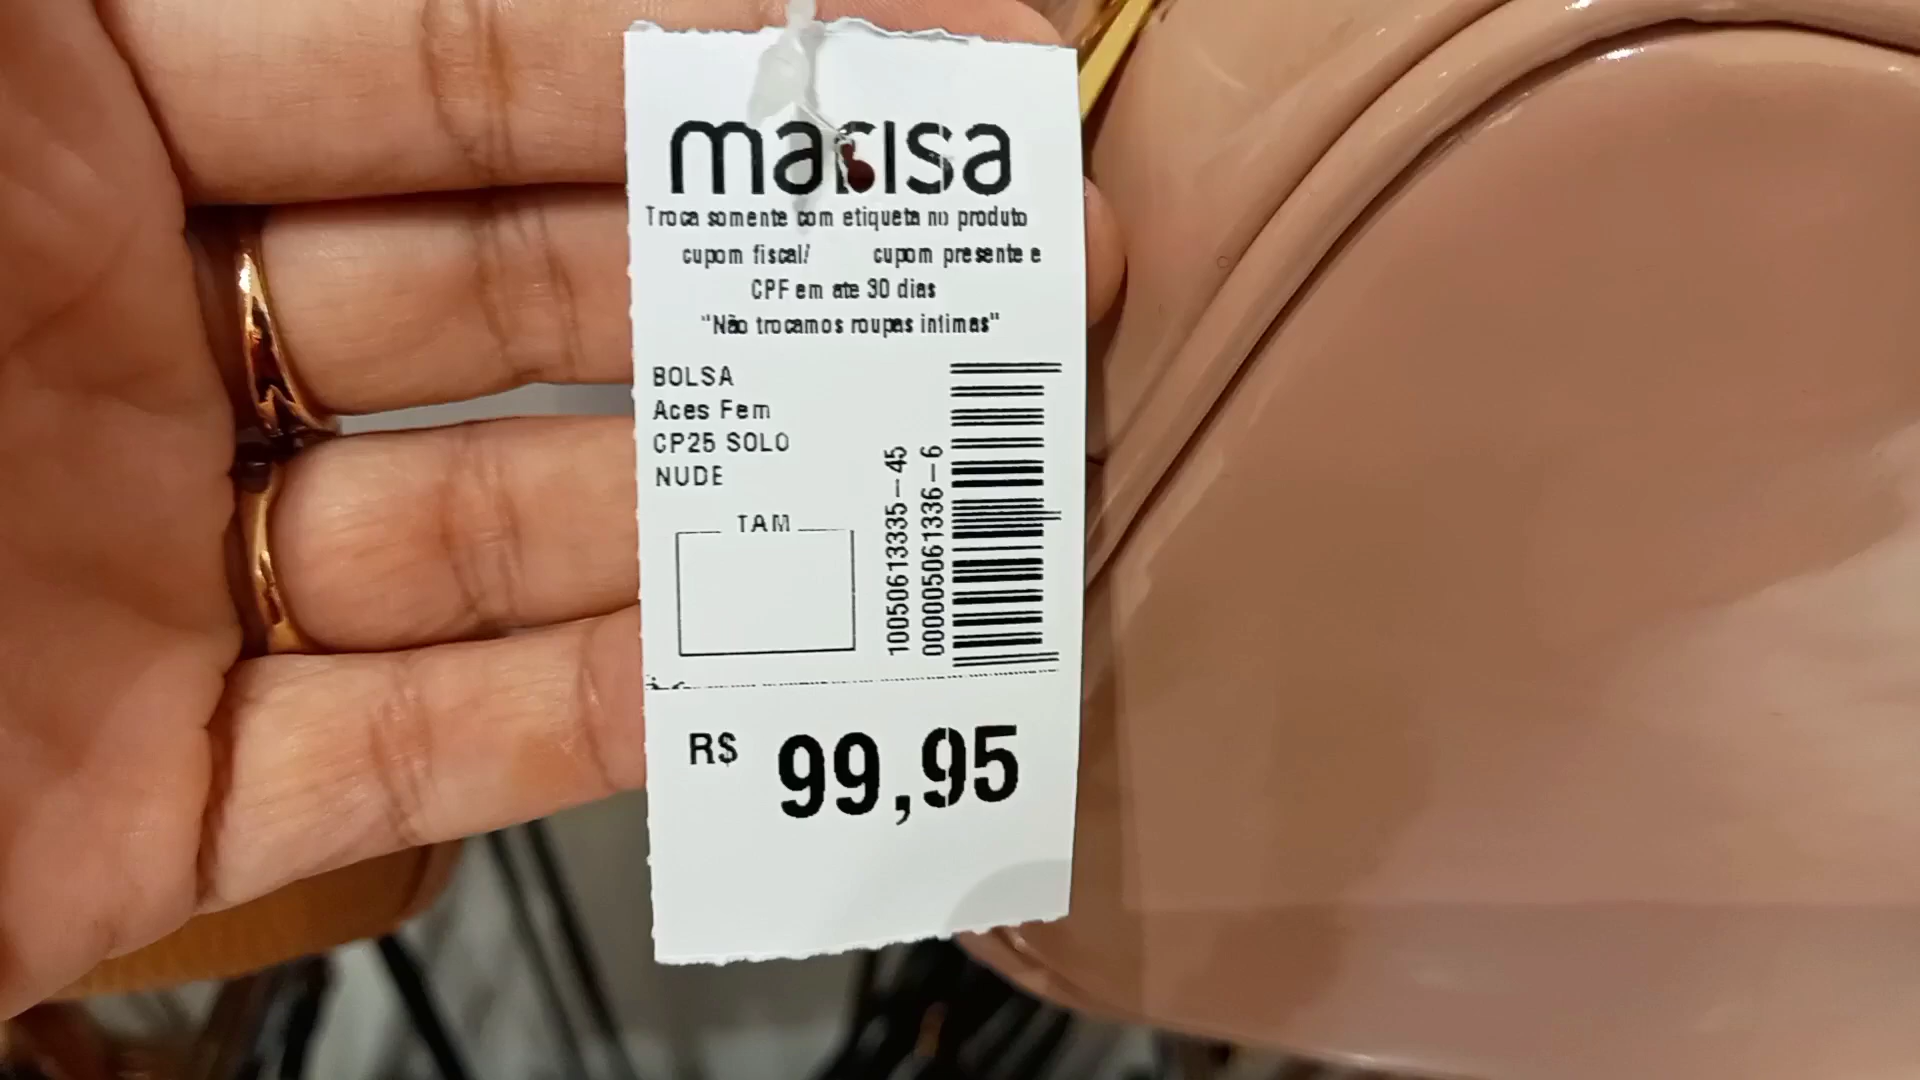 marisa
Troca somente com etiqueta no produto
cupom fiscal/ cupom presente e
CPF em ate 30 dias
"Não trocamos roupas intimas"
BOLSA
Aces Fem
CP25 SOLO
NUDE
TAM
10050613335-45
000005061336-6
R$ 99,95